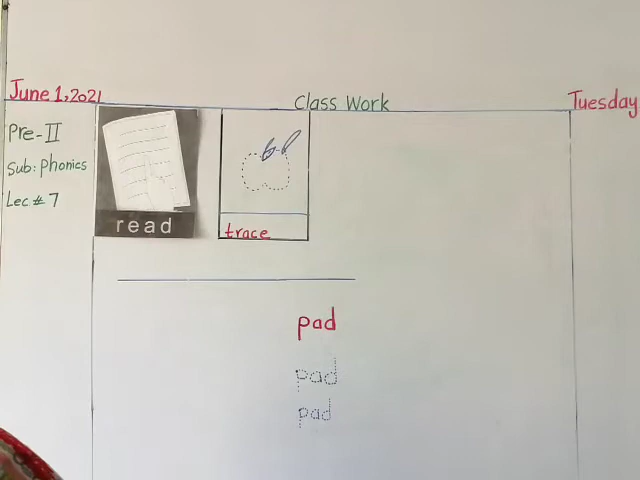 June 1, 2021 Class Work Tuesday
Pre-II
Sub: Phonics
Lec # 7
read
trace
pad
pad
pad